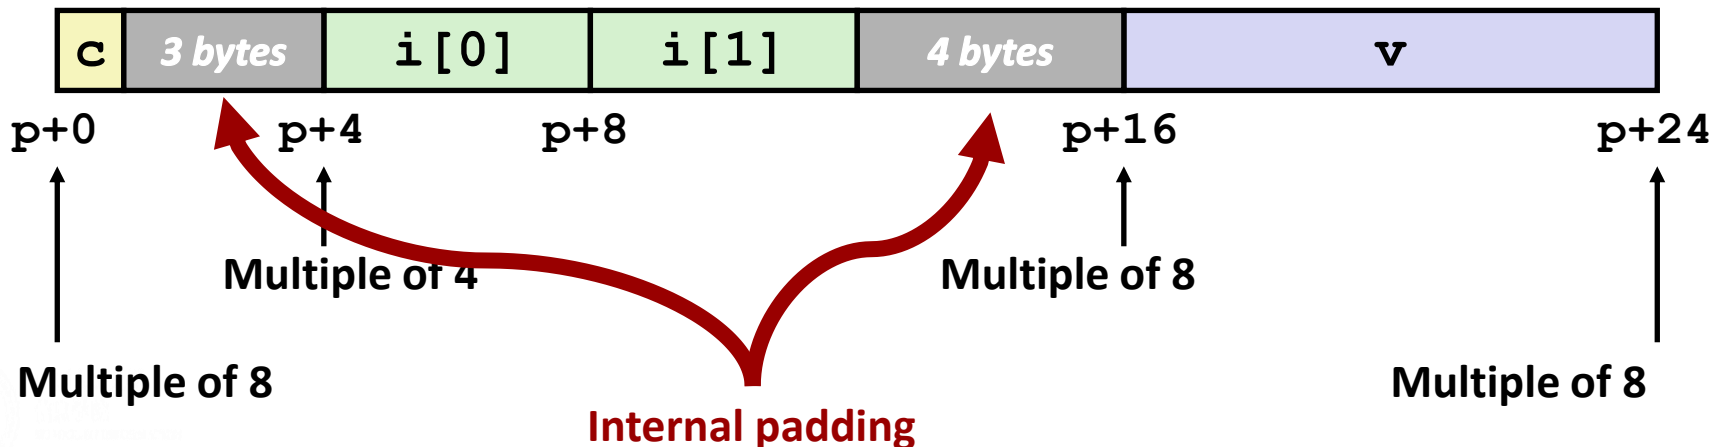 c 3 bytes i[0] i[1] 4 bytes v
p+0 p+4 p+8 p+16 p+24
Multiple of 4 Multiple of 8
Multiple of 8 Multiple of 8
Internal padding